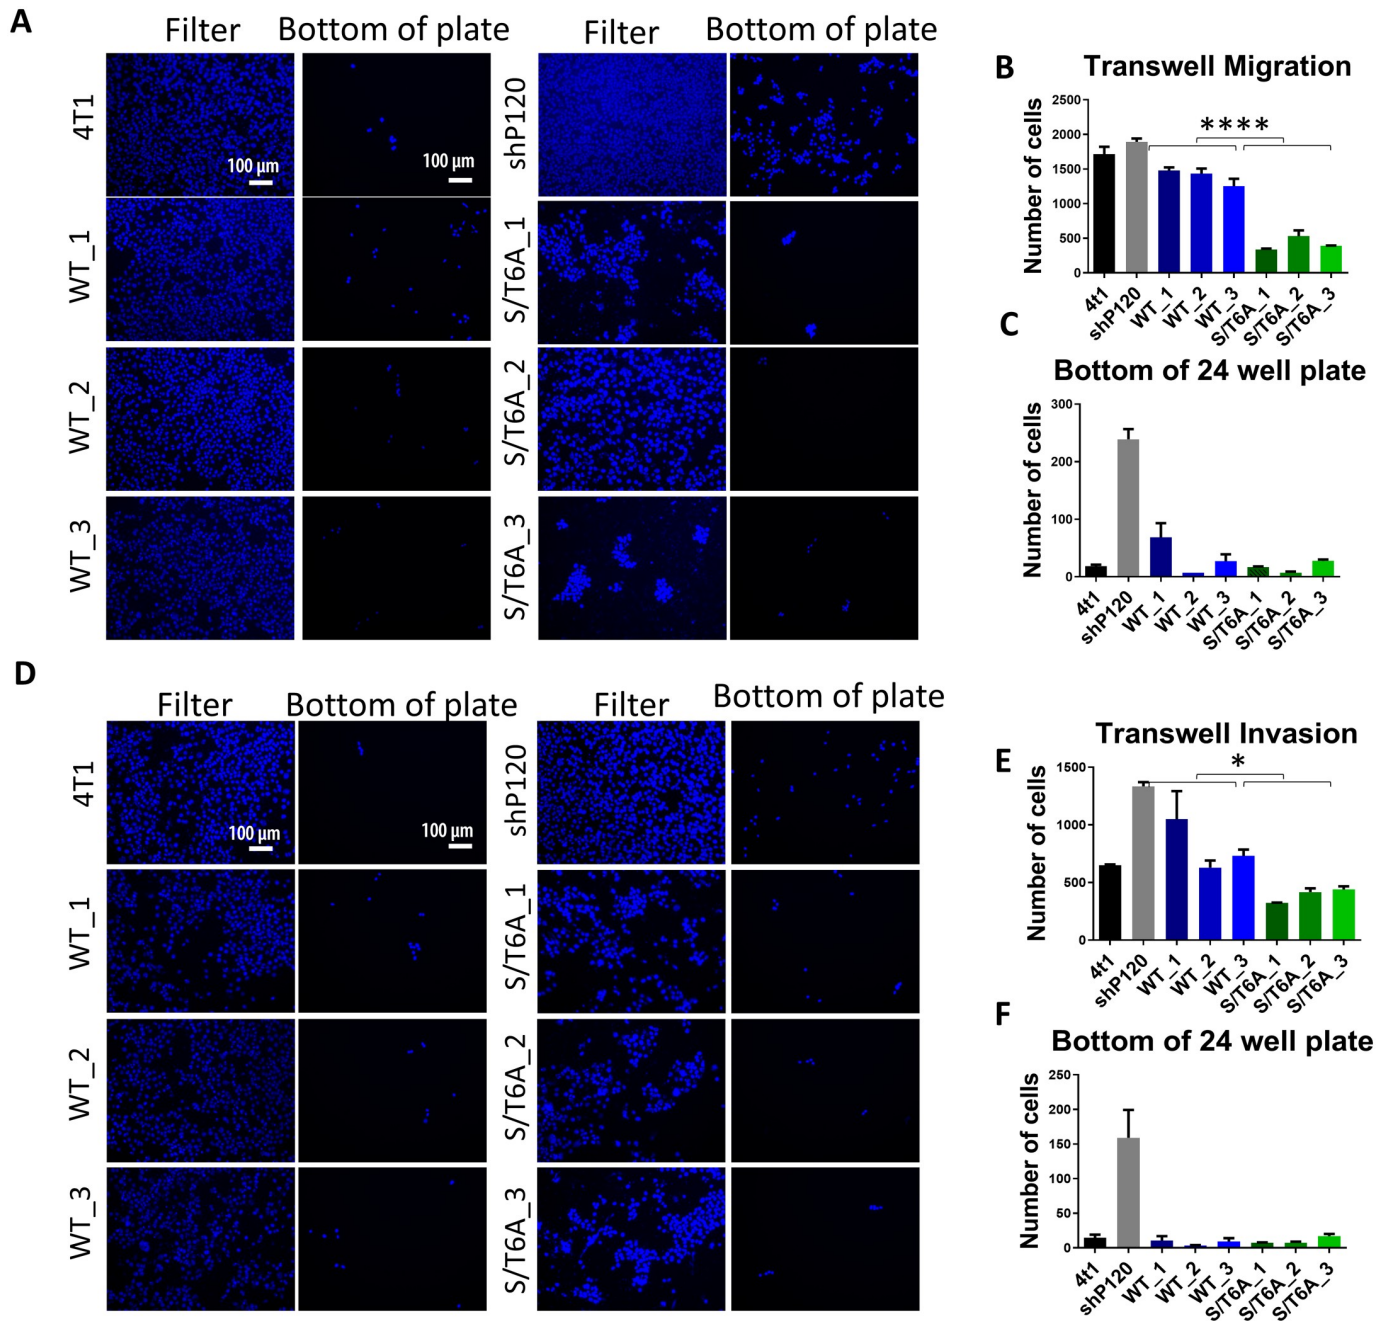 A
Filter
Bottom of plate
Filter
Bottom of plate
4T1
100 µm
100 µm
shP120
WT_1
S/T6A_1
WT_2
S/T6A_2
WT_3
S/T6A_3
B
Transwell Migration
Number of cells
2500
2000
1500
1000
500
0
****
4t1
shP120
WT_1
WT_2
WT_3
S/T6A_1
S/T6A_2
S/T6A_3
C
Bottom of 24 well plate
Number of cells
300
200
100
0
4t1
shP120
WT_1
WT_2
WT_3
S/T6A_1
S/T6A_2
S/T6A_3
D
Filter
Bottom of plate
Filter
Bottom of plate
4T1
100 µm
100 µm
shP120
WT_1
S/T6A_1
WT_2
S/T6A_2
WT_3
S/T6A_3
E
Transwell Invasion
Number of cells
1500
1000
500
0
*
4t1
shP120
WT_1
WT_2
WT_3
S/T6A_1
S/T6A_2
S/T6A_3
F
Bottom of 24 well plate
Number of cells
250
200
150
100
50
0
4t1
shP120
WT_1
WT_2
WT_3
S/T6A_1
S/T6A_2
S/T6A_3